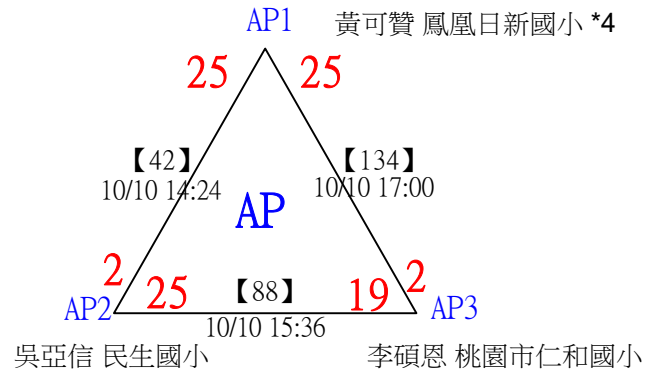 AP1 黃可贊 鳳凰日新國小 *4
25 25
【42】 【134】
10/10 14:24 10/10 17:00
AP
2 25 【88】 19 2
AP2 AP3
10/10 15:36
吳亞信 民生國小 李碩恩 桃園市仁和國小